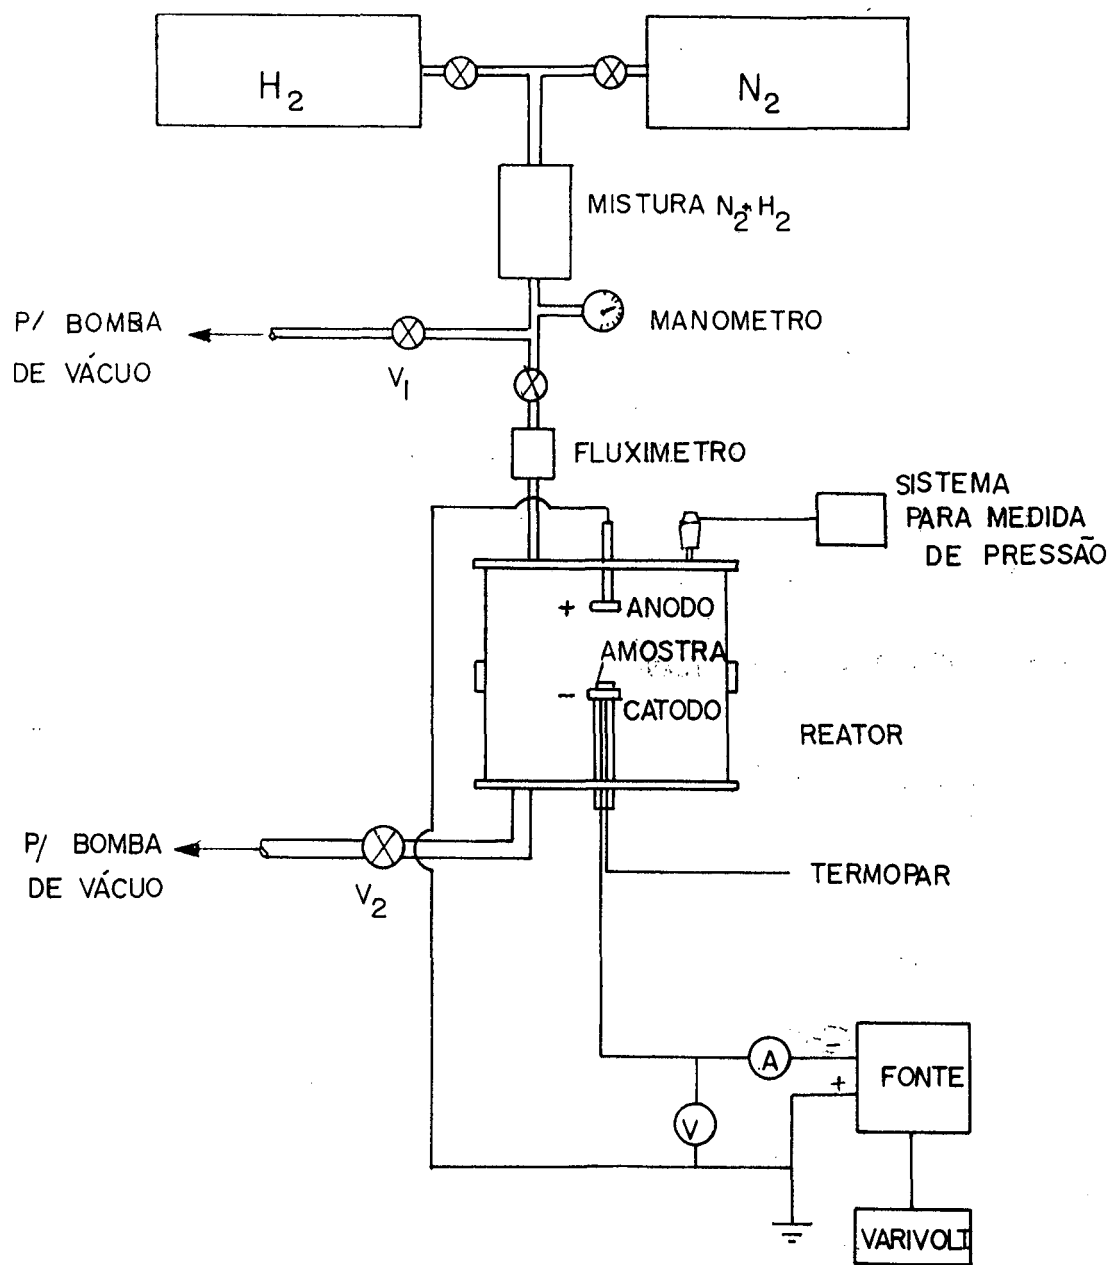 H2
N2
MISTURA N2+H2
P/ BOMBA
DE VÁCUO
V1
MANOMETRO
FLUXIMETRO
SISTEMA
PARA MEDIDA
DE PRESSÃO
+ ANODO
AMOSTRA
- CATODO
REATOR
P/ BOMBA
DE VÁCUO
V2
TERMOPAR
A
-
+
FONTE
V
VARIVOLT